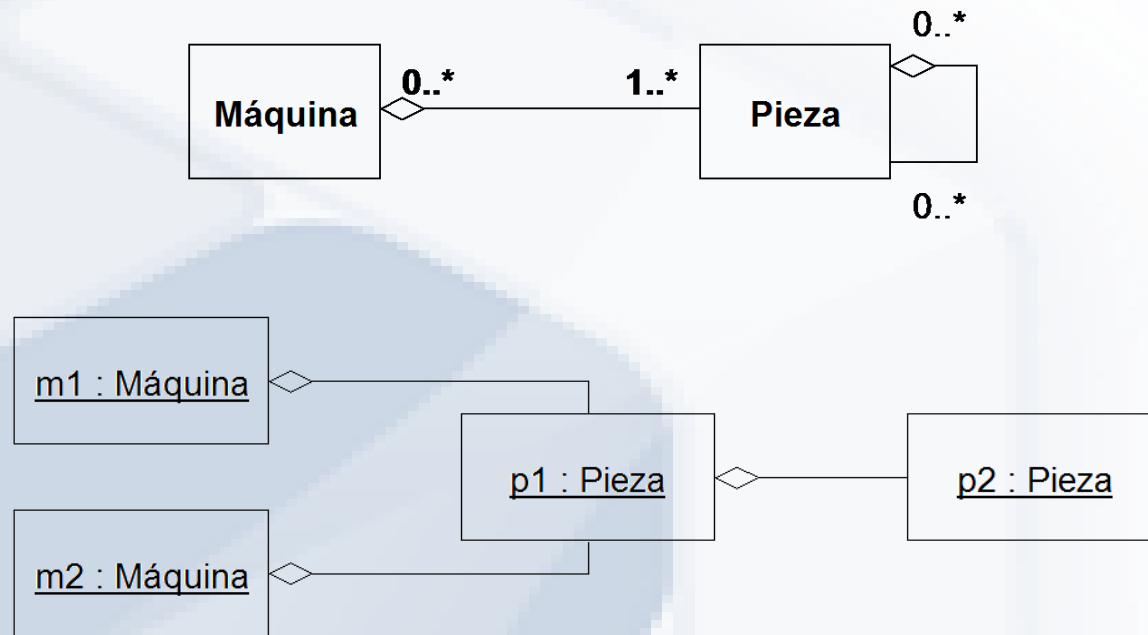 0..*
0..* 1..*
Máquina Pieza
0..*
m1 : Máquina
p1 : Pieza p2 : Pieza
m2 : Máquina